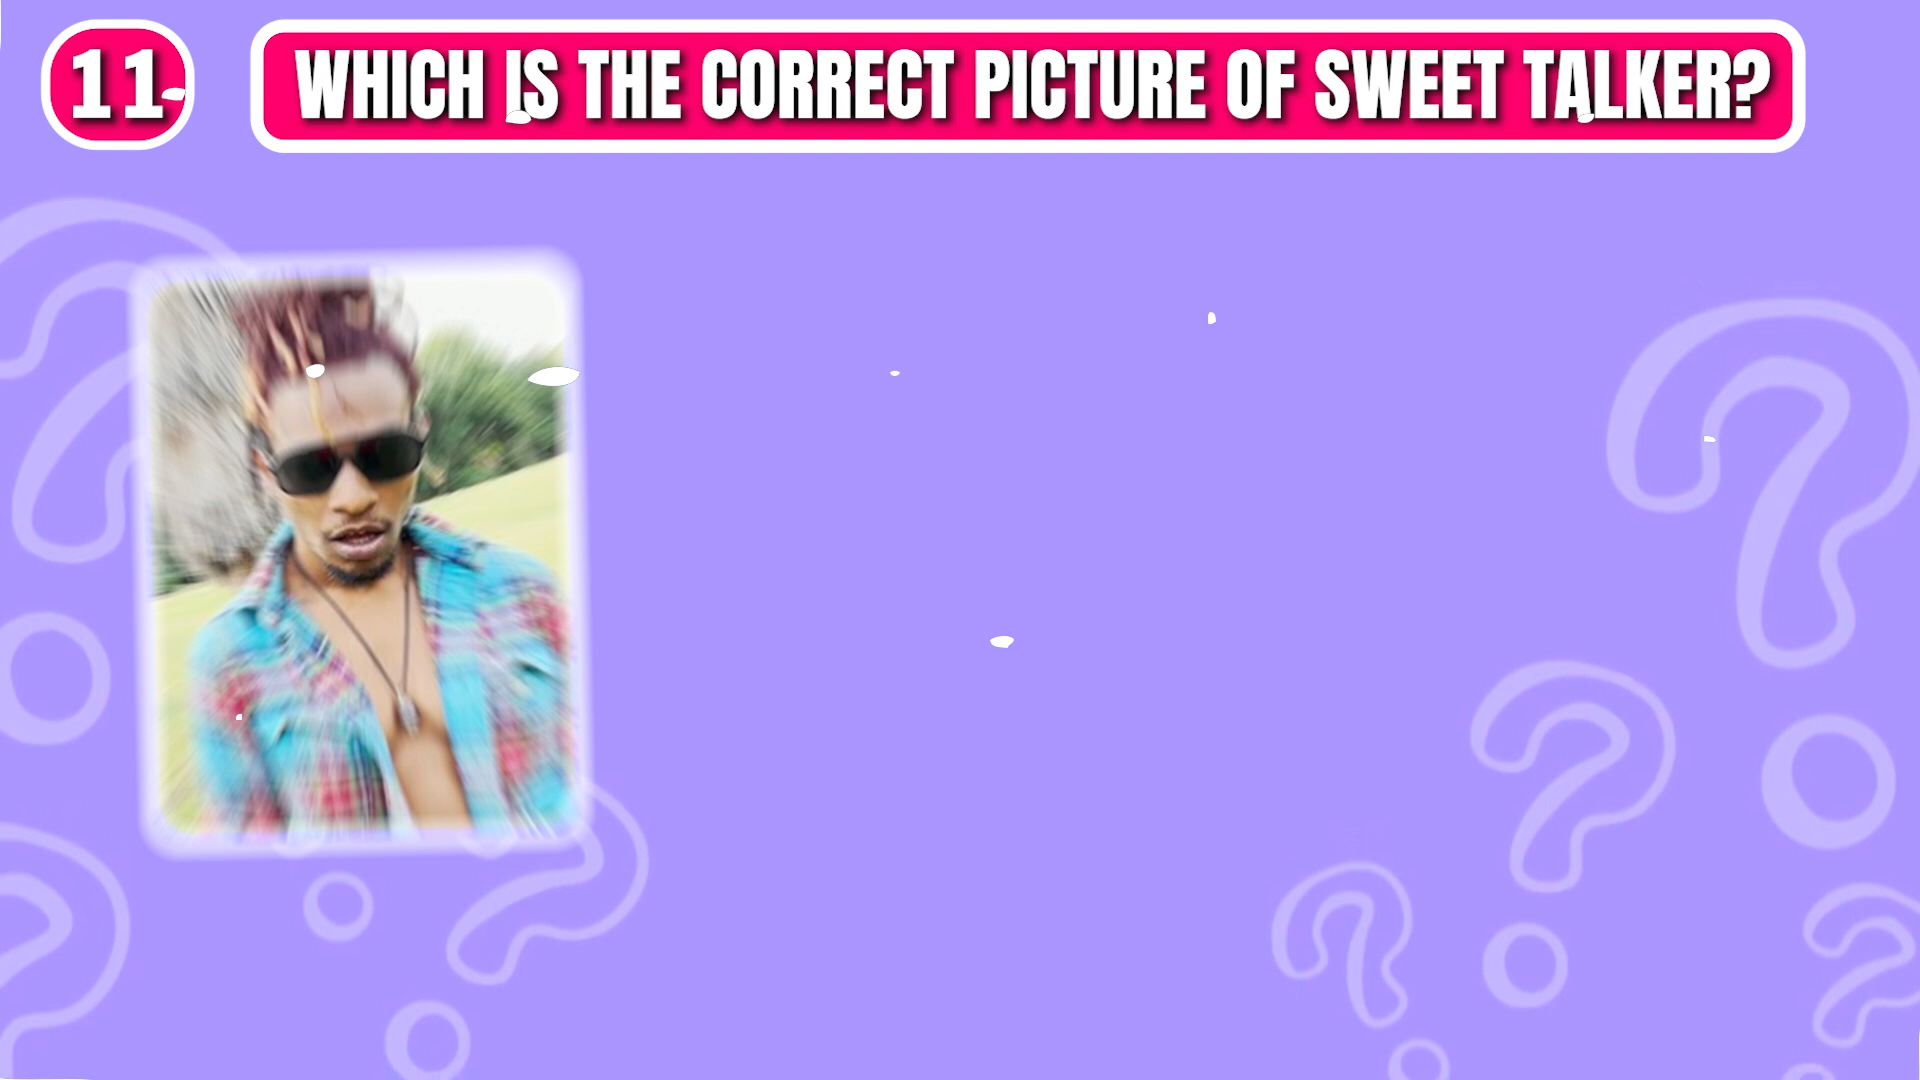 11
WHICH IS THE CORRECT PICTURE OF SWEET TALKER?